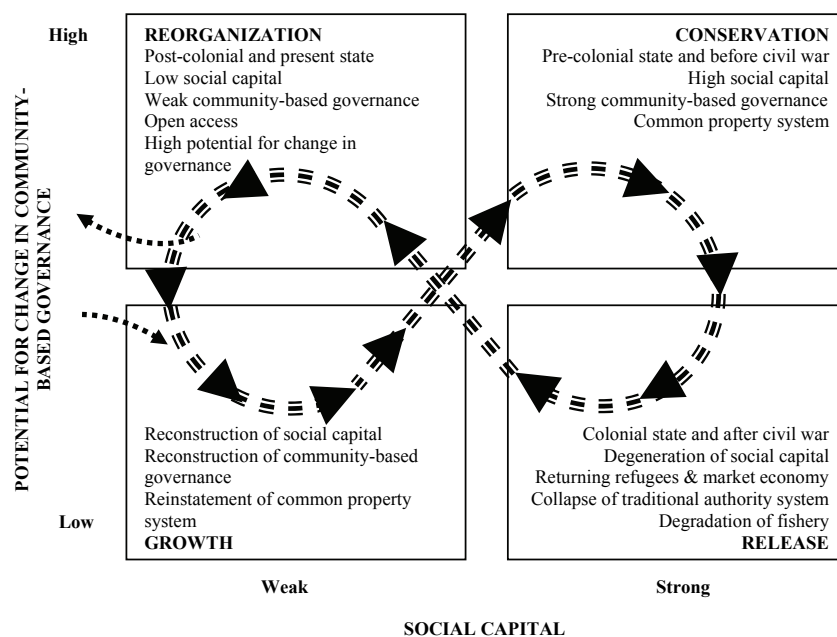 High
REORGANIZATION
Post-colonial and present state
Low social capital
Weak community-based governance
Open access
High potential for change in
governance
CONSERVATION
Pre-colonial state and before civil war
High social capital
Strong community-based governance
Common property system
POTENTIAL FOR CHANGE IN COMMUNITY-
BASED GOVERNANCE
Reconstruction of social capital
Reconstruction of community-based
governance
Reinstatement of common property
system
GROWTH
Colonial state and after civil war
Degeneration of social capital
Returning refugees & market economy
Collapse of traditional authority system
Degradation of fishery
RELEASE
Low
Weak
Strong
SOCIAL CAPITAL